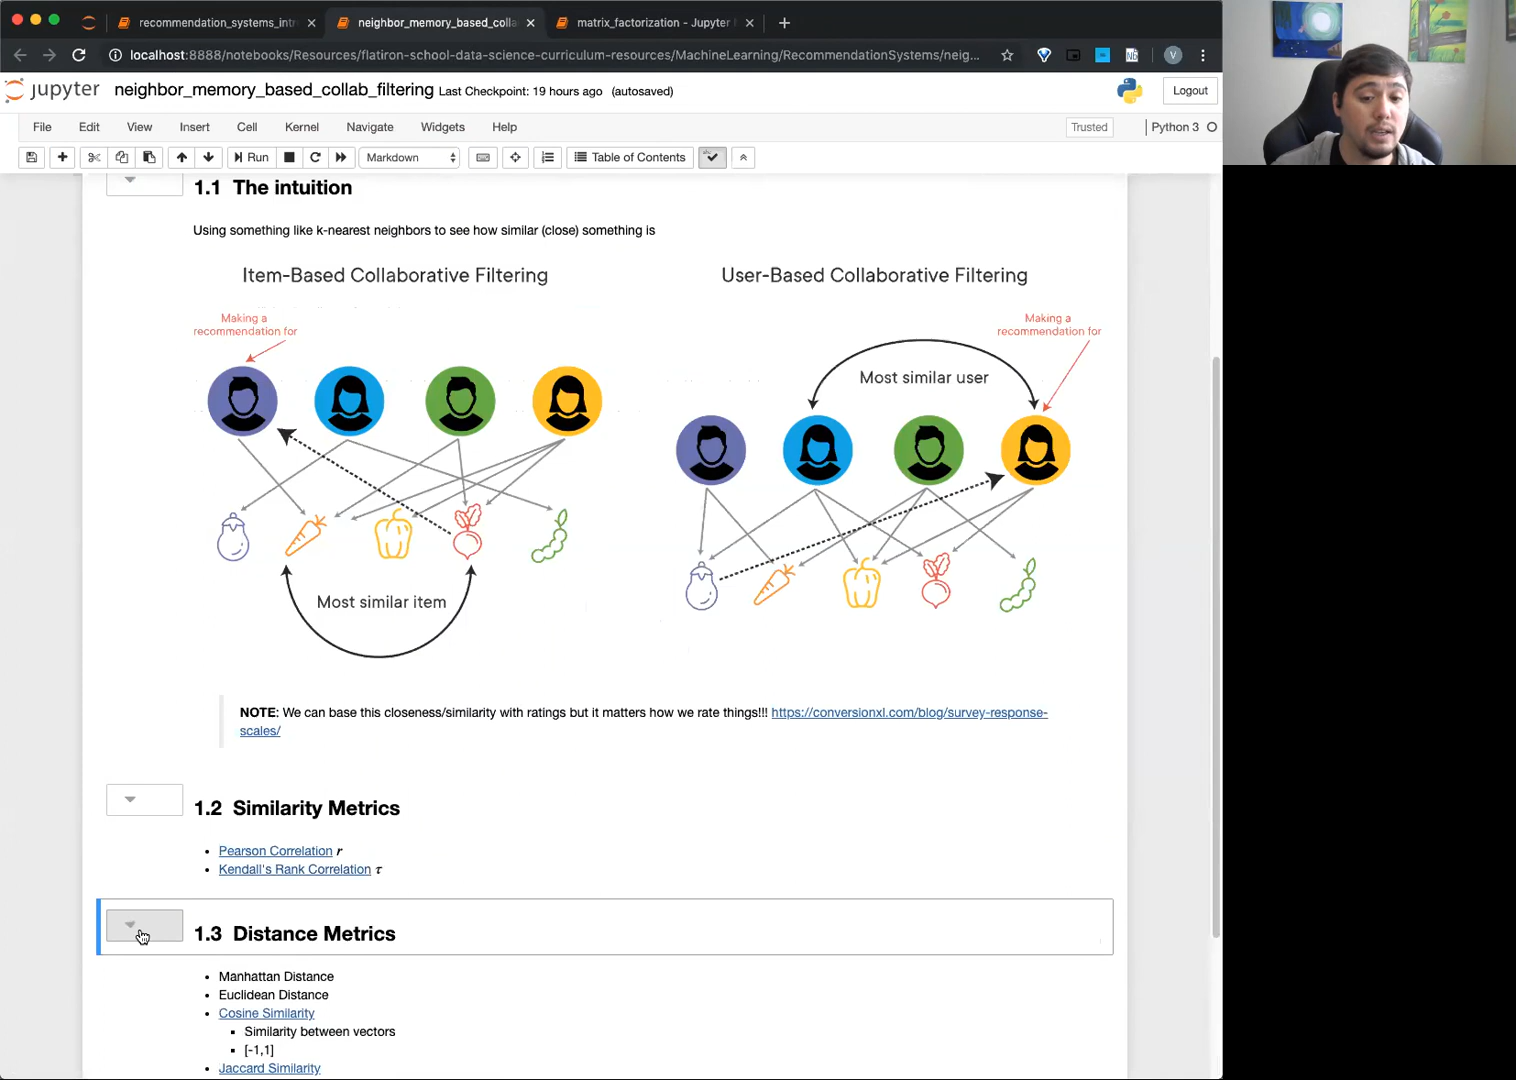 recommendation_systems_intr
neighbor_memory_based_colla
matrix_factorization - Jupyter
localhost:8888/notebooks/Resources/flatiron-school-data-science-curriculum-resources/MachineLearning/RecommendationSystems/neig...
V
jupyter neighbor_memory_based_collab_filtering Last Checkpoint: 19 hours ago (autosaved)
Logout
File Edit View Insert Cell Kernel Navigate Widgets Help
Trusted
Python 3
Run
Markdown
Table of Contents
1.1 The intuition
Using something like k-nearest neighbors to see how similar (close) something is
Item-Based Collaborative Filtering
User-Based Collaborative Filtering
Making a
recommendation for
Making a
recommendation for
Most similar user
Most similar item
NOTE: We can base this closeness/similarity with ratings but it matters how we rate things!!! https://conversionxl.com/blog/survey-response-
scales/
1.2 Similarity Metrics
• Pearson Correlation r
• Kendall's Rank Correlation τ
1.3 Distance Metrics
• Manhattan Distance
• Euclidean Distance
• Cosine Similarity
▪ Similarity between vectors
▪ [-1,1]
• Jaccard Similarity